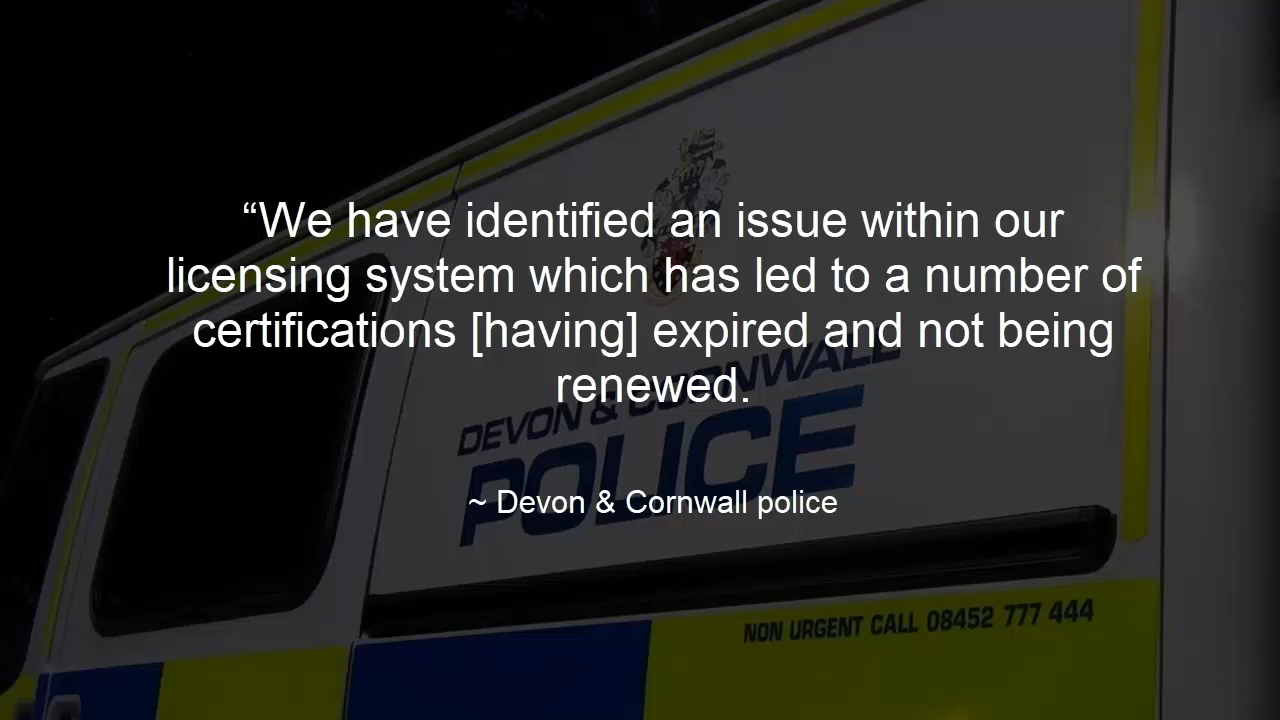 “We have identified an issue within our
licensing system which has led to a number of
certifications [having] expired and not being
renewed.
~ Devon & Cornwall police
DEVON & CORNWALL
POLICE
NON URGENT CALL 08452 777 444